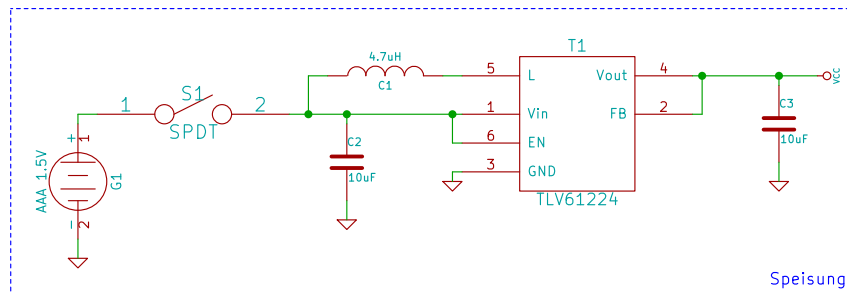 4.7uH
C1
T1
5
L
Vout
4
VCC
S1
1
2
SPDT
1
Vin
FB
2
C3
10uF
C2
10uF
6
EN
3
GND
TLV61224
AAA 1.5V
+
1
G1
-
2
Speisung